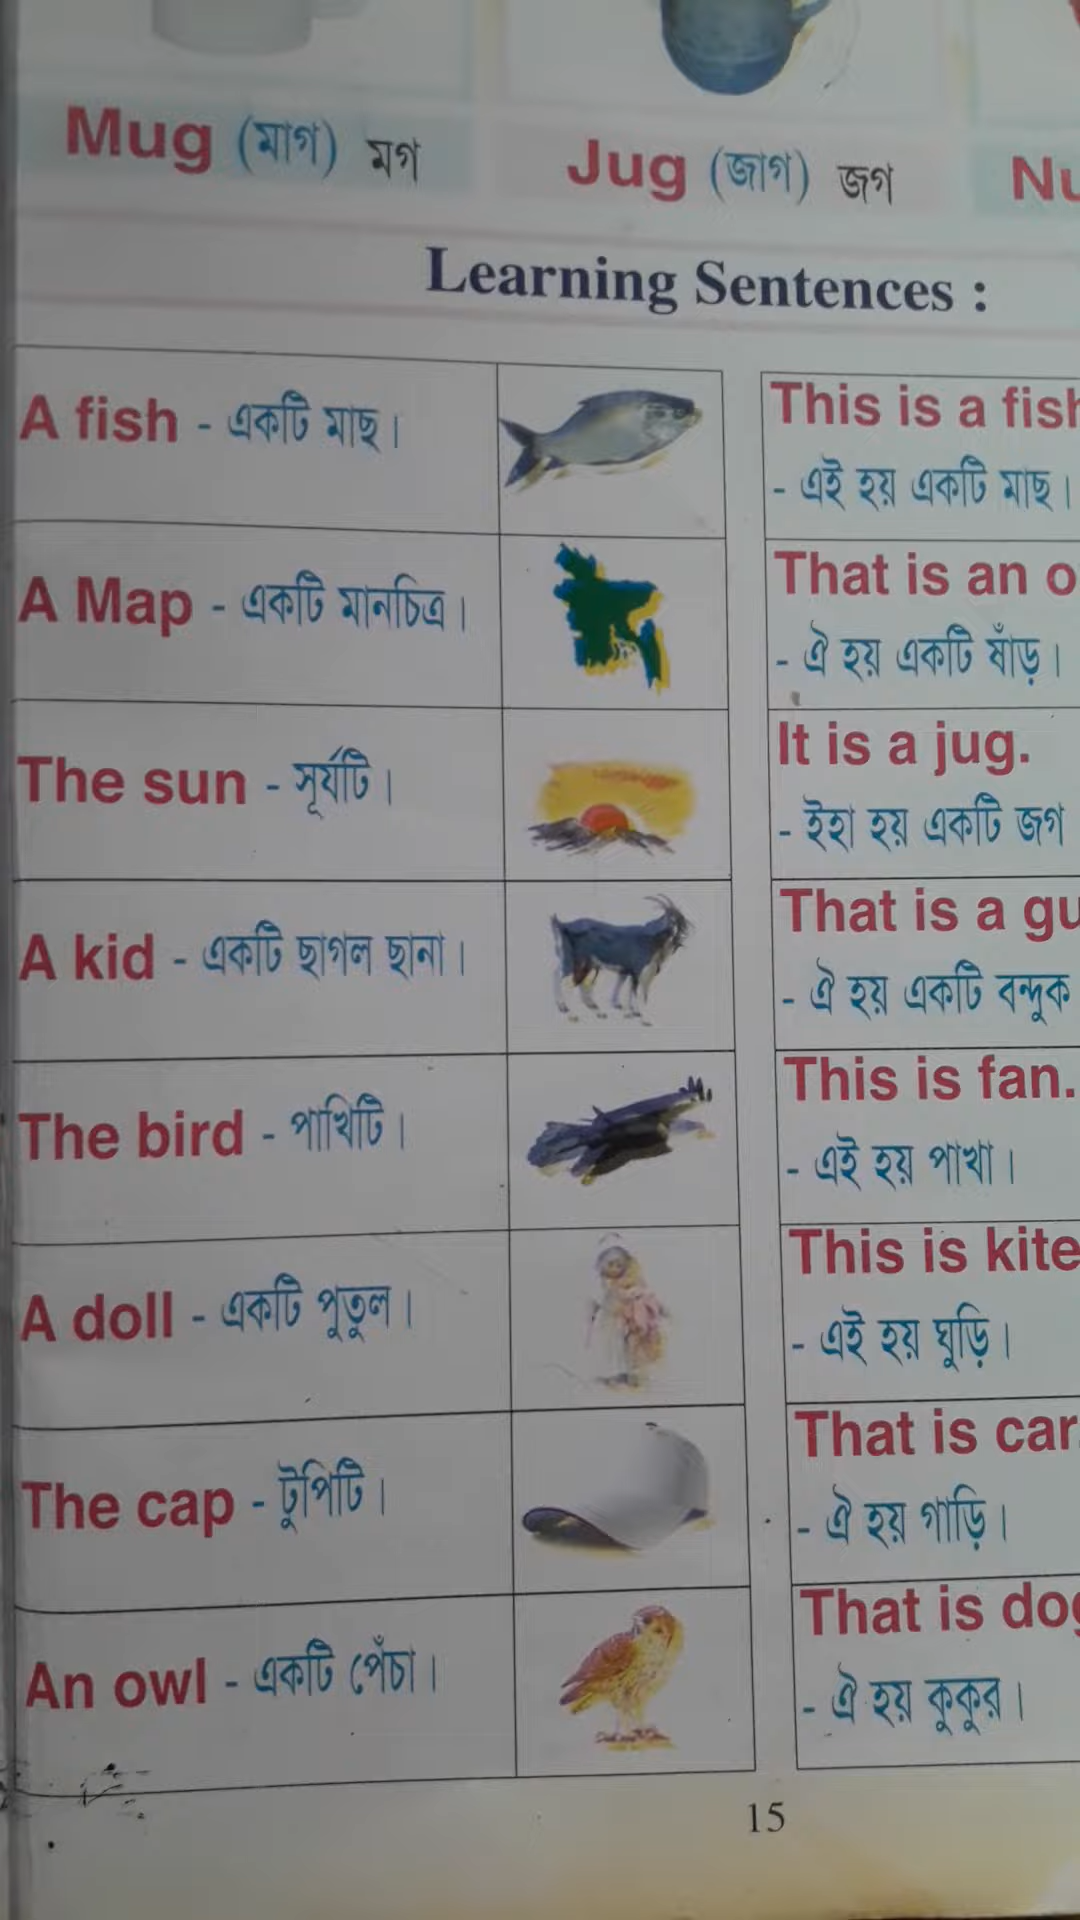 Mug (মাগ) মগ
Jug (জাগ) জগ
Learning Sentences :
A fish - একটি মাছ।
This is a fish
- এই হয় একটি মাছ।
A Map - একটি মানচিত্র।
That is an o
- ঐ হয় একটি ষাঁড়।
The sun - সূর্যটি।
It is a jug.
- ইহা হয় একটি জগ
A kid - একটি ছাগল ছানা।
That is a gu
- ঐ হয় একটি বন্দুক
The bird - পাখিটি।
This is fan.
- এই হয় পাখা।
A doll - একটি পুতুল।
This is kite
- এই হয় ঘুড়ি।
The cap - টুপিটি।
That is car.
- ঐ হয় গাড়ি।
An owl - একটি পেঁচা।
That is dog
- ঐ হয় কুকুর।
15